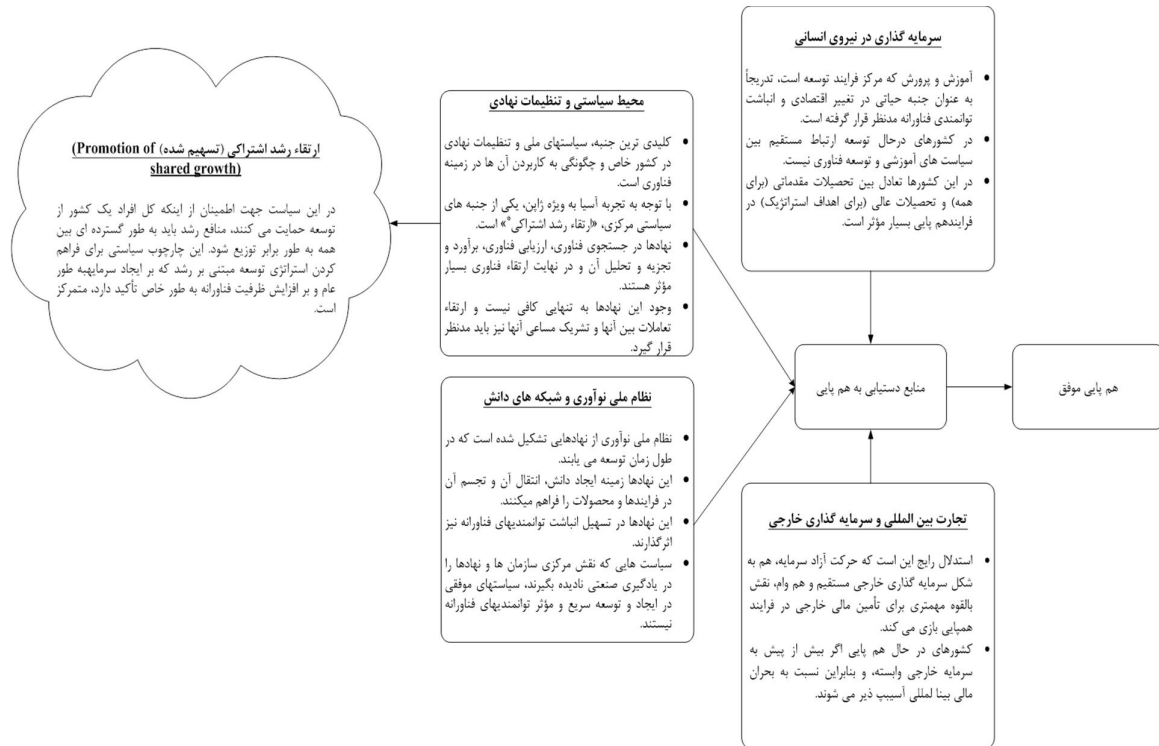 سرمایه گذاری در نیروی انسانی
• آموزش و پرورش که مرکز فرایند توسعه است، تدریجاً
به عنوان جنبه حیاتی در تغییر اقتصادی و انباشت
توانمندی فناورانه مدنظر قرار گرفته است.
• در کشورهای درحال توسعه ارتباط مستقیم بین
سیاست های آموزشی و توسعه فناوری نیست.
• در این کشورها تعادل بین تحصیلات مقدماتی (برای
همه) و تحصیلات عالی (برای اهداف استراتژیک) در
فرایندهم پایی بسیار مؤثر است.
محیط سیاستی و تنظیمات نهادی
• کلیدی ترین جنبه، سیاستهای ملی و تنظیمات نهادی
در کشور خاص و چگونگی به کاربردن آن ها در زمینه
فناوری است.
• با توجه به تجربه آسیا به ویژه ژاپن، یکی از جنبه های
سیاستی مرکزی، «ارتقاء رشد اشتراکی°» است.
• نهادها در جستجوی فناوری، ارزیابی فناوری، برآورد و
تجزیه و تحلیل آن و در نهایت ارتقاء فناوری بسیار
مؤثر هستند.
• وجود این نهادها به تنهایی کافی نیست و ارتقاء
تعاملات بین آنها و تشریک مساعی آنها نیز باید مدنظر
قرار گیرد.
ارتقاء رشد اشتراکی (تسهیم شده) (Promotion of
shared growth)
در این سیاست جهت اطمینان از اینکه کل افراد یک کشور از
توسعه حمایت می کنند، منافع رشد باید به طور گسترده ای بین
همه به طور برابر توزیع شود. این چارچوب سیاستی برای فراهم
کردن استراتژی توسعه مبتنی بر رشد که بر ایجاد سرمایهبه طور
عام و بر افزایش ظرفیت فناورانه به طور خاص تأکید دارد، متمرکز
است.
هم پایی موفق
منابع دستیابی به هم پایی
نظام ملی نوآوری و شبکه های دانش
• نظام ملی نوآوری از نهادهایی تشکیل شده است که در
طول زمان توسعه می یابند.
• این نهادها زمینه ایجاد دانش، انتقال آن و تجسم آن
در فرایندها و محصولات را فراهم میکنند.
• این نهادها در تسهیل انباشت توانمندیهای فناورانه نیز
اثرگذارند.
• سیاست هایی که نقش مرکزی سازمان ها و نهادها را
در یادگیری صنعتی نادیده بگیرند، سیاستهای موفقی
در ایجاد و توسعه سریع و مؤثر توانمندیهای فناورانه
نیستند.
تجارت بین المللی و سرمایه گذاری خارجی
• استدلال رایج این است که حرکت آزاد سرمایه، هم به
شکل سرمایه گذاری خارجی مستقیم و هم وام، نقش
بالقوه مهمتری برای تأمین مالی خارجی در فرایند
همپایی بازی می کند.
• کشورهای در حال هم پایی اگر بیش از پیش به
سرمایه خارجی وابسته، و بنابراین نسبت به بحران
مالی بینا لمللی آسیبپ ذیر می شوند.